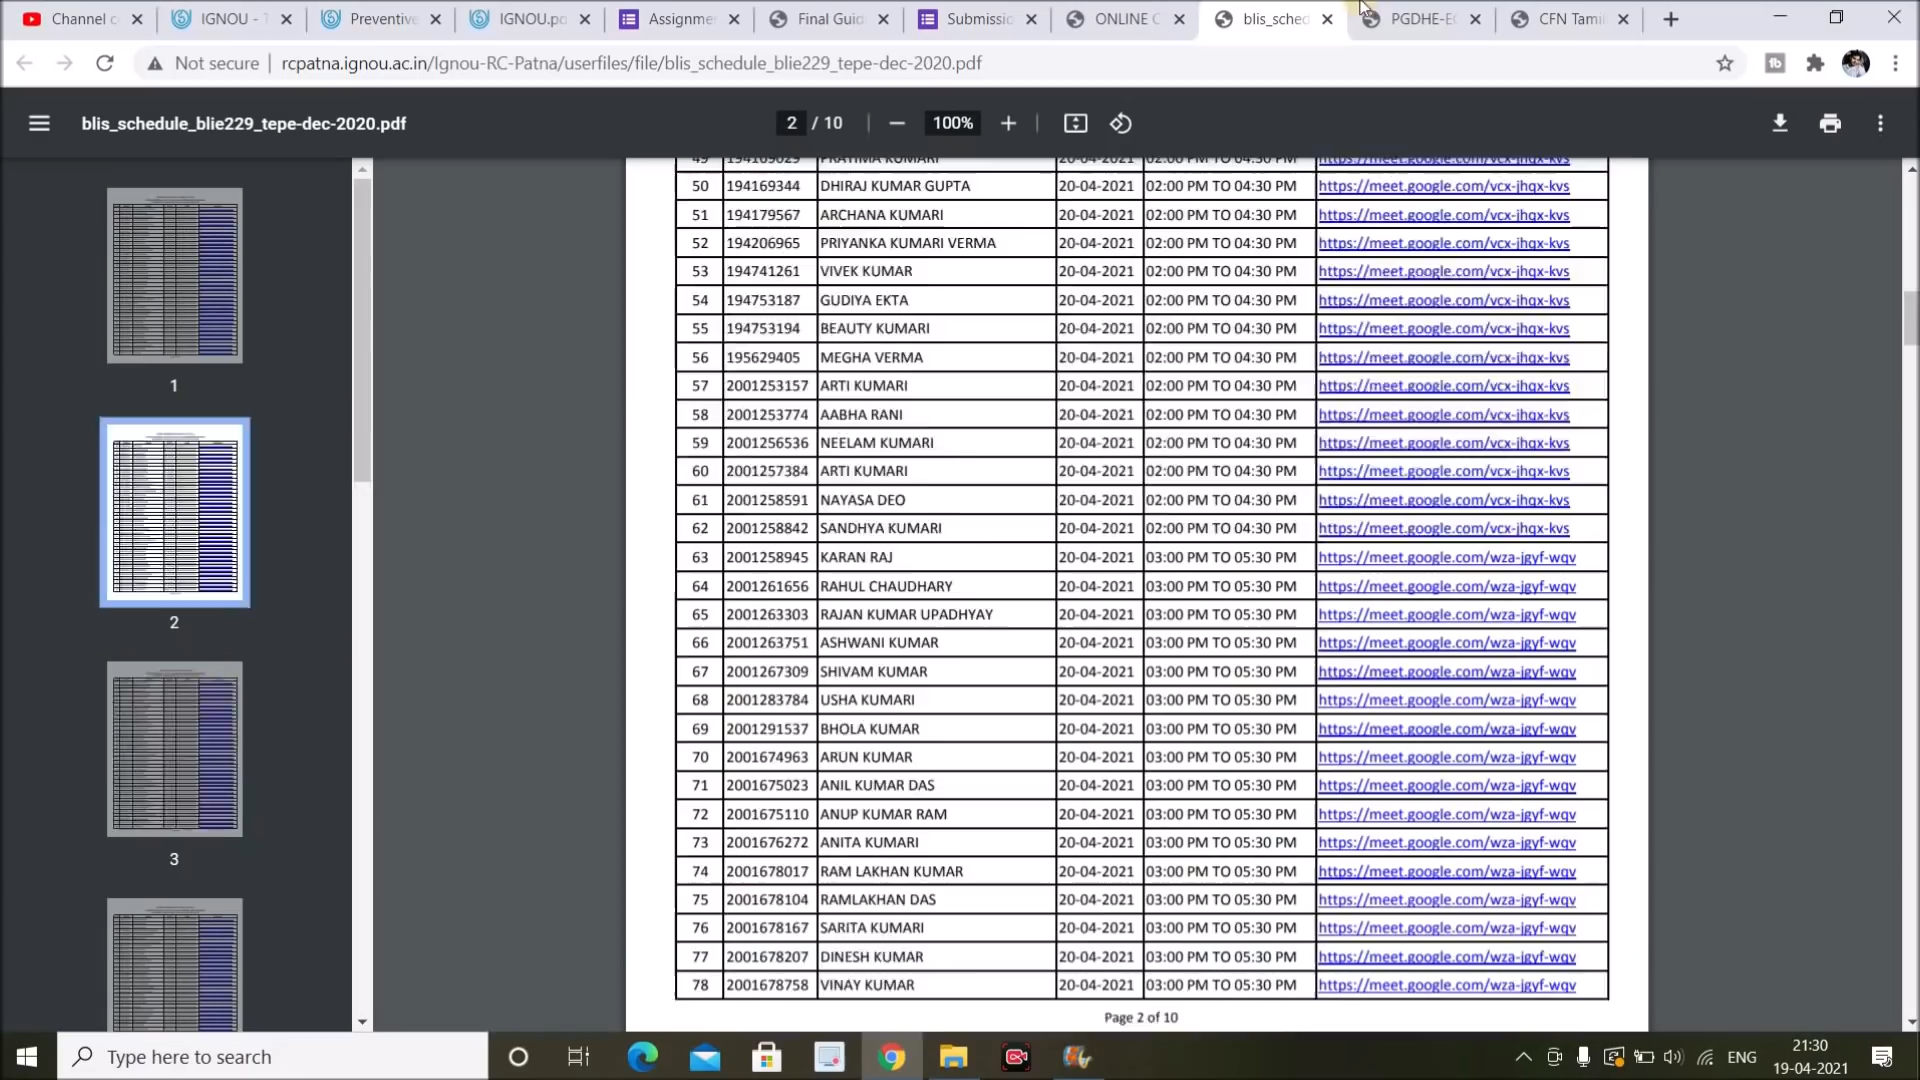 Channel c
IGNOU - T
Preventive
IGNOU.po
Assignme
Final Guid
Submissio
ONLINE C
blis_sched
PGDHE-EC
CFN Tami
Not secure | rcpatna.ignou.ac.in/Ignou-RC-Patna/userfiles/file/blis_schedule_blie229_tepe-dec-2020.pdf
blis_schedule_blie229_tepe-dec-2020.pdf
2 / 10
100%
1
2
3
49 194169029 PRATIMA KUMARI 20-04-2021 02:00 PM TO 04:30 PM https://meet.google.com/vcx-jhqx-kvs
50 194169344 DHIRAJ KUMAR GUPTA 20-04-2021 02:00 PM TO 04:30 PM https://meet.google.com/vcx-jhqx-kvs
51 194179567 ARCHANA KUMARI 20-04-2021 02:00 PM TO 04:30 PM https://meet.google.com/vcx-jhqx-kvs
52 194206965 PRIYANKA KUMARI VERMA 20-04-2021 02:00 PM TO 04:30 PM https://meet.google.com/vcx-jhqx-kvs
53 194741261 VIVEK KUMAR 20-04-2021 02:00 PM TO 04:30 PM https://meet.google.com/vcx-jhqx-kvs
54 194753187 GUDIYA EKTA 20-04-2021 02:00 PM TO 04:30 PM https://meet.google.com/vcx-jhqx-kvs
55 194753194 BEAUTY KUMARI 20-04-2021 02:00 PM TO 04:30 PM https://meet.google.com/vcx-jhqx-kvs
56 195629405 MEGHA VERMA 20-04-2021 02:00 PM TO 04:30 PM https://meet.google.com/vcx-jhqx-kvs
57 2001253157 ARTI KUMARI 20-04-2021 02:00 PM TO 04:30 PM https://meet.google.com/vcx-jhqx-kvs
58 2001253774 AABHA RANI 20-04-2021 02:00 PM TO 04:30 PM https://meet.google.com/vcx-jhqx-kvs
59 2001256536 NEELAM KUMARI 20-04-2021 02:00 PM TO 04:30 PM https://meet.google.com/vcx-jhqx-kvs
60 2001257384 ARTI KUMARI 20-04-2021 02:00 PM TO 04:30 PM https://meet.google.com/vcx-jhqx-kvs
61 2001258591 NAYASA DEO 20-04-2021 02:00 PM TO 04:30 PM https://meet.google.com/vcx-jhqx-kvs
62 2001258842 SANDHYA KUMARI 20-04-2021 02:00 PM TO 04:30 PM https://meet.google.com/vcx-jhqx-kvs
63 2001258945 KARAN RAJ 20-04-2021 03:00 PM TO 05:30 PM https://meet.google.com/wza-jgyf-wqv
64 2001261656 RAHUL CHAUDHARY 20-04-2021 03:00 PM TO 05:30 PM https://meet.google.com/wza-jgyf-wqv
65 2001263303 RAJAN KUMAR UPADHYAY 20-04-2021 03:00 PM TO 05:30 PM https://meet.google.com/wza-jgyf-wqv
66 2001263751 ASHWANI KUMAR 20-04-2021 03:00 PM TO 05:30 PM https://meet.google.com/wza-jgyf-wqv
67 2001267309 SHIVAM KUMAR 20-04-2021 03:00 PM TO 05:30 PM https://meet.google.com/wza-jgyf-wqv
68 2001283784 USHA KUMARI 20-04-2021 03:00 PM TO 05:30 PM https://meet.google.com/wza-jgyf-wqv
69 2001291537 BHOLA KUMAR 20-04-2021 03:00 PM TO 05:30 PM https://meet.google.com/wza-jgyf-wqv
70 2001674963 ARUN KUMAR 20-04-2021 03:00 PM TO 05:30 PM https://meet.google.com/wza-jgyf-wqv
71 2001675023 ANIL KUMAR DAS 20-04-2021 03:00 PM TO 05:30 PM https://meet.google.com/wza-jgyf-wqv
72 2001675110 ANUP KUMAR RAM 20-04-2021 03:00 PM TO 05:30 PM https://meet.google.com/wza-jgyf-wqv
73 2001676272 ANITA KUMARI 20-04-2021 03:00 PM TO 05:30 PM https://meet.google.com/wza-jgyf-wqv
74 2001678017 RAM LAKHAN KUMAR 20-04-2021 03:00 PM TO 05:30 PM https://meet.google.com/wza-jgyf-wqv
75 2001678104 RAMLAKHAN DAS 20-04-2021 03:00 PM TO 05:30 PM https://meet.google.com/wza-jgyf-wqv
76 2001678167 SARITA KUMARI 20-04-2021 03:00 PM TO 05:30 PM https://meet.google.com/wza-jgyf-wqv
77 2001678207 DINESH KUMAR 20-04-2021 03:00 PM TO 05:30 PM https://meet.google.com/wza-jgyf-wqv
78 2001678758 VINAY KUMAR 20-04-2021 03:00 PM TO 05:30 PM https://meet.google.com/wza-jgyf-wqv
Page 2 of 10
Type here to search
ENG
21:30
19-04-2021